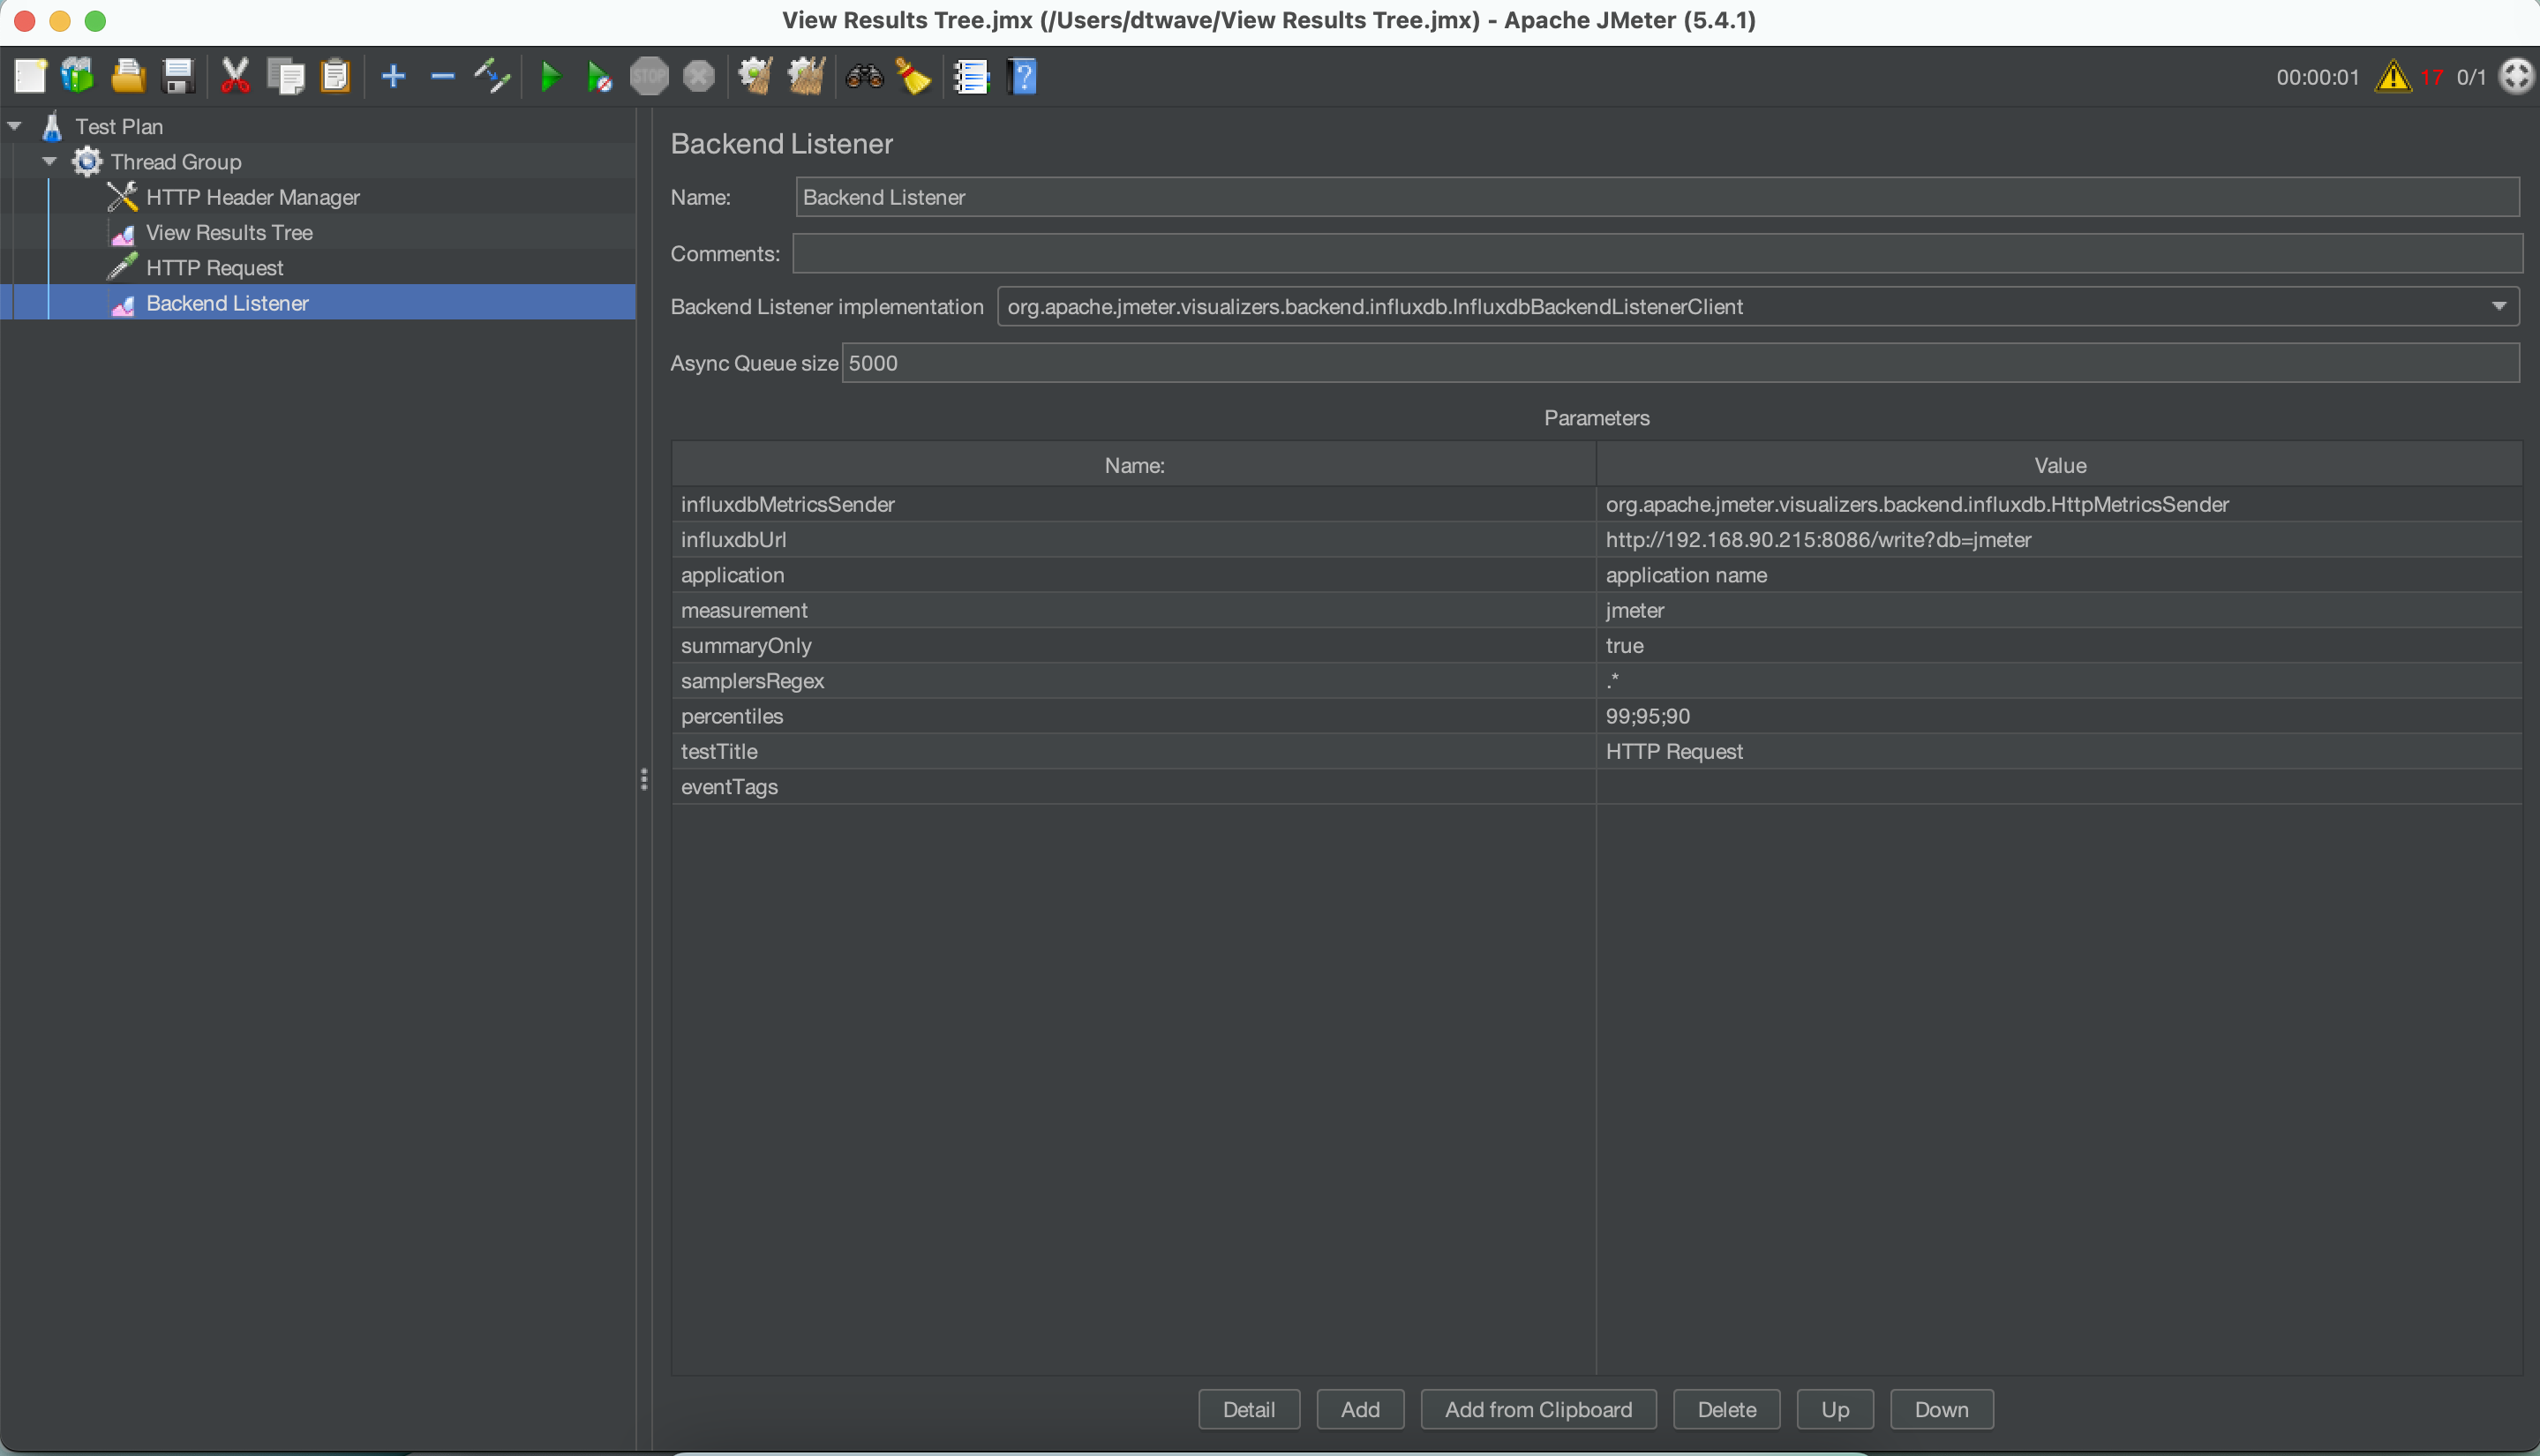 View Results Tree.jmx (/Users/dtwave/View Results Tree.jmx) - Apache JMeter (5.4.1)
STOP
?
00:00:01
17
0/1
Test Plan
Thread Group
HTTP Header Manager
View Results Tree
HTTP Request
Backend Listener
Backend Listener
Name: Backend Listener
Comments:
Backend Listener implementation org.apache.jmeter.visualizers.backend.influxdb.InfluxdbBackendListenerClient
Async Queue size 5000
Parameters
Name: Value
influxdbMetricsSender org.apache.jmeter.visualizers.backend.influxdb.HttpMetricsSender
influxdbUrl http://192.168.90.215:8086/write?db=jmeter
application application name
measurement jmeter
summaryOnly true
samplersRegex .*
percentiles 99;95;90
testTitle HTTP Request
eventTags
Detail Add Add from Clipboard Delete Up Down